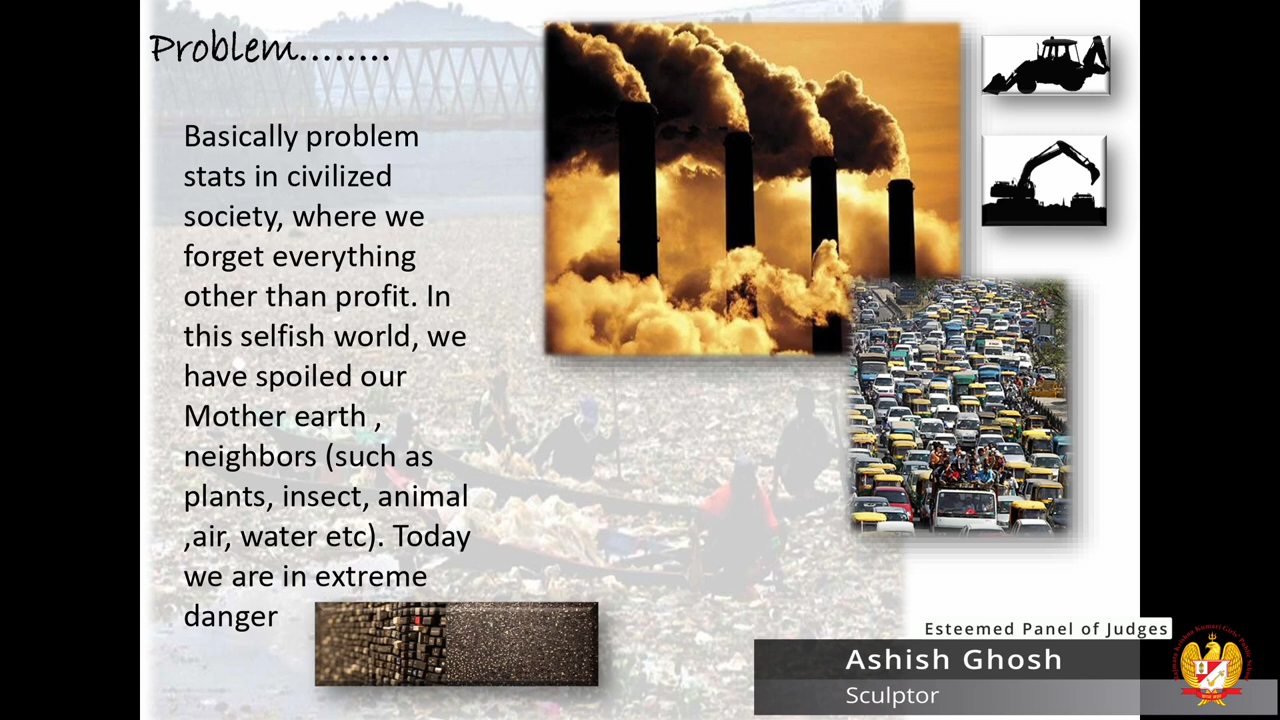 Problem........
Basically problem
stats in civilized
society, where we
forget everything
other than profit. In
this selfish world, we
have spoiled our
Mother earth ,
neighbors (such as
plants, insect, animal
,air, water etc). Today
we are in extreme
danger
Esteemed Panel of Judges
Ashish Ghosh
Sculptor